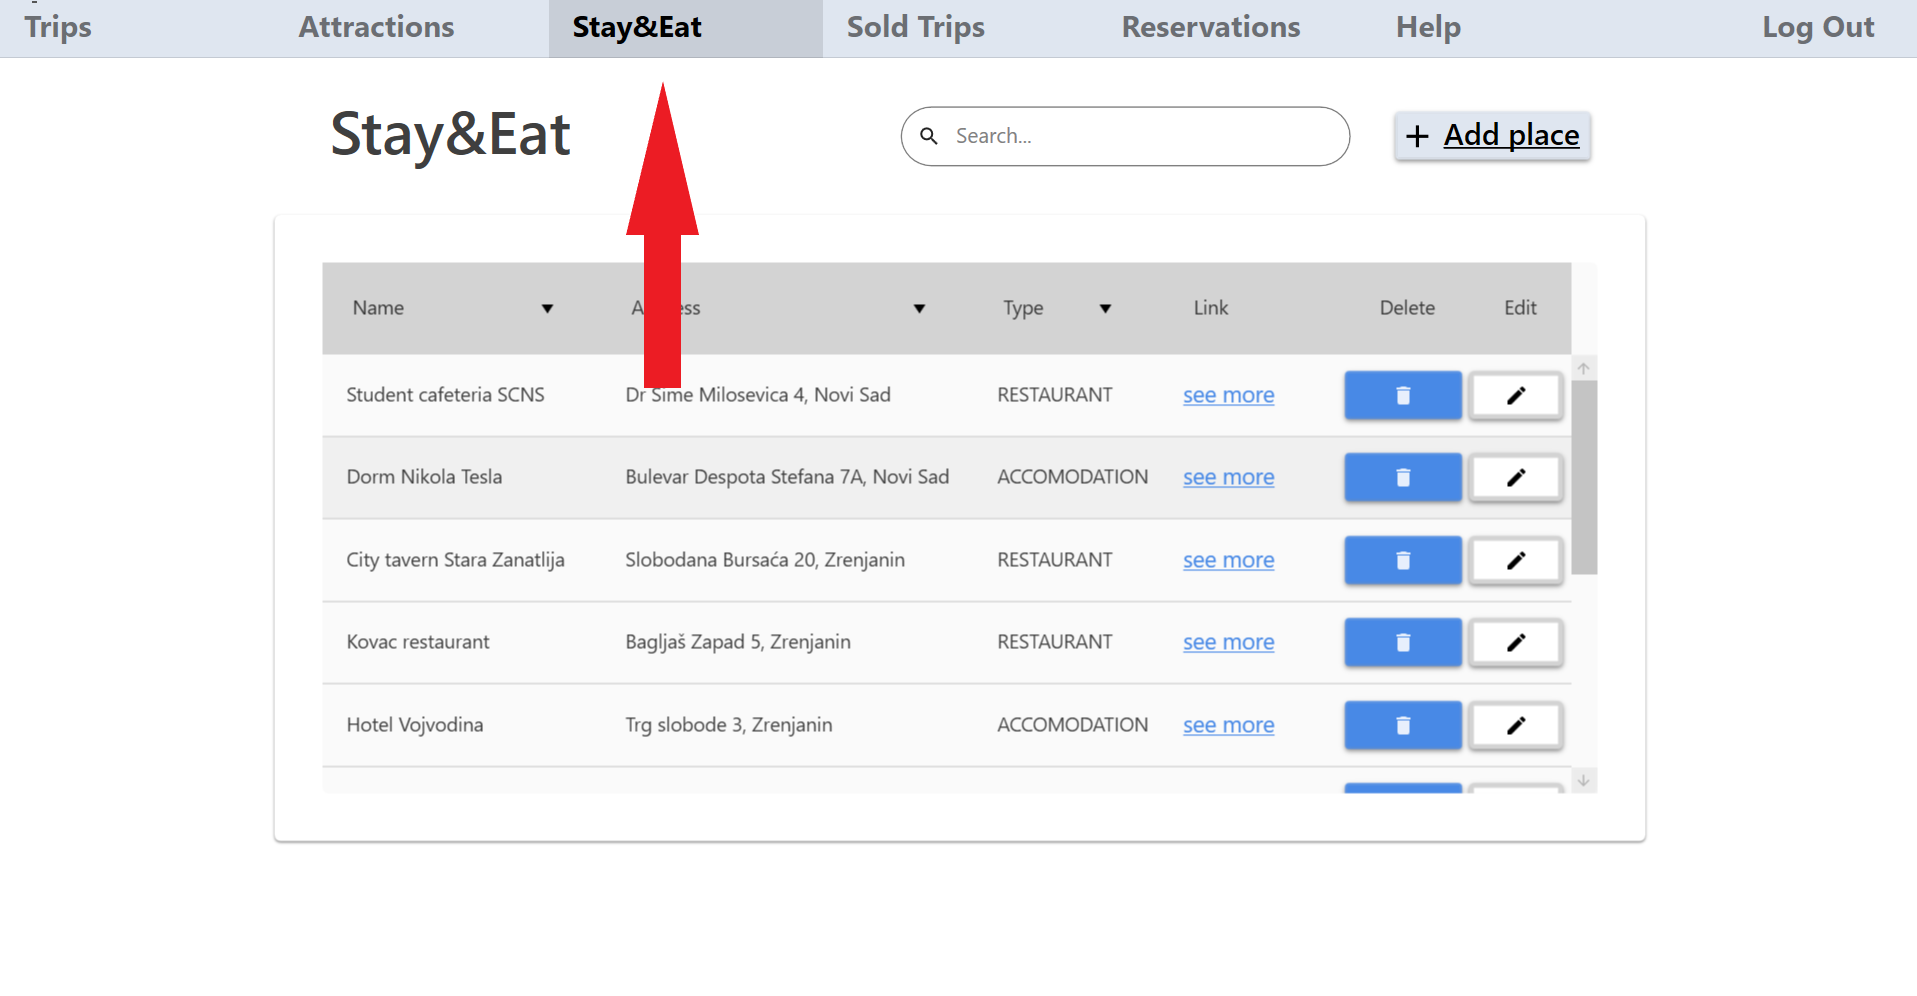 Trips Attractions Stay&Eat Sold Trips Reservations Help Log Out
Stay&Eat Search... + Add place
Name Type Link Delete Edit
Student cafeteria SCNS Dr Sime Milosevica 4, Novi Sad RESTAURANT see more
Dorm Nikola Tesla Bulevar Despota Stefana 7A, Novi Sad ACCOMODATION see more
City tavern Stara Zanatlija Slobodana Bursaća 20, Zrenjanin RESTAURANT see more
Kovac restaurant Bagljaš Zapad 5, Zrenjanin RESTAURANT see more
Hotel Vojvodina Trg slobode 3, Zrenjanin ACCOMODATION see more